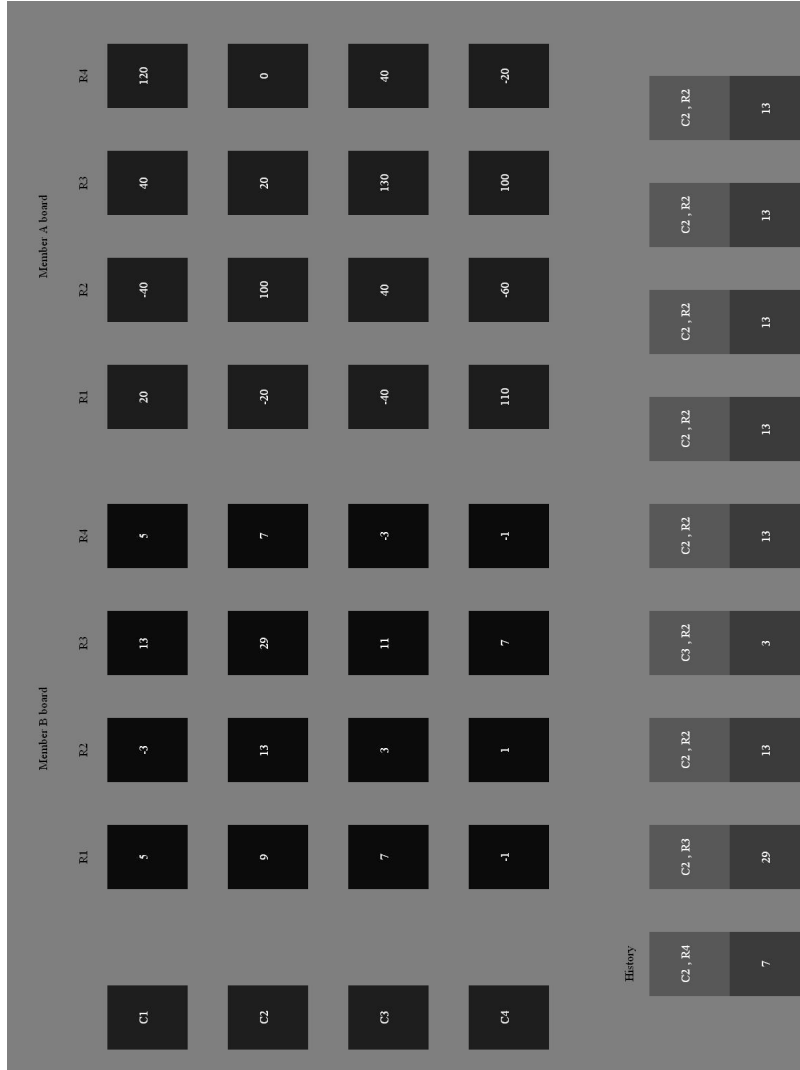 Member B board Member A board
R1 R2 R3 R4 R1 R2 R3 R4
C1 5 -3 13 5 20 -40 40 120
C2 9 13 29 7 -20 100 20 0
C3 7 3 11 -3 -40 40 130 40
C4 -1 1 7 -1 110 -60 100 -20
History
C2 , R4 C2 , R3 C2 , R2 C3 , R2 C2 , R2 C2 , R2 C2 , R2 C2 , R2 C2 , R2
7 29 13 3 13 13 13 13 13